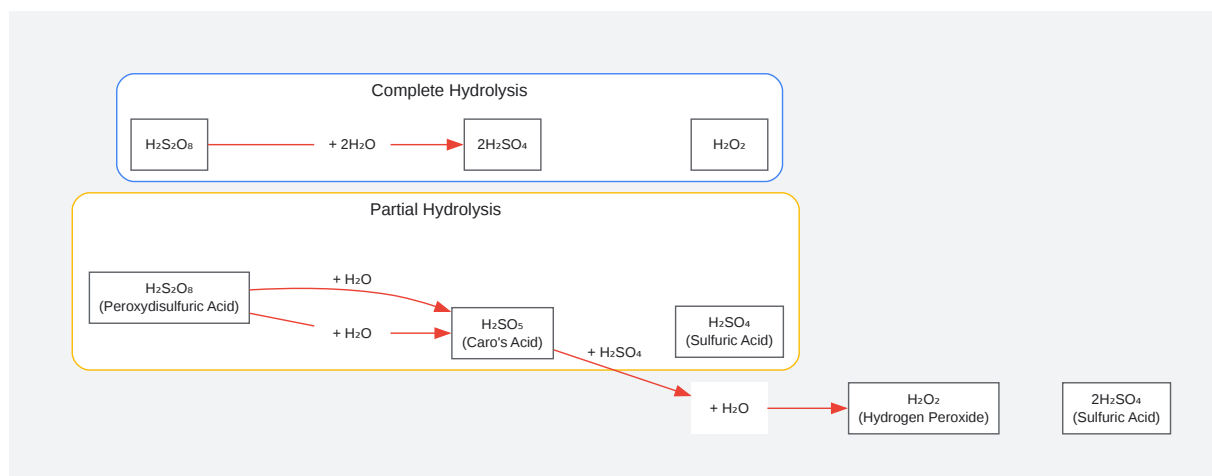 Complete Hydrolysis
H₂S₂O₈
+ 2H₂O
2H₂SO₄
H₂O₂
Partial Hydrolysis
H₂S₂O₈
(Peroxydisulfuric Acid)
+ H₂O
+ H₂O
H₂SO₅
(Caro's Acid)
H₂SO₄
(Sulfuric Acid)
+ H₂SO₄
+ H₂O
H₂O₂
(Hydrogen Peroxide)
2H₂SO₄
(Sulfuric Acid)